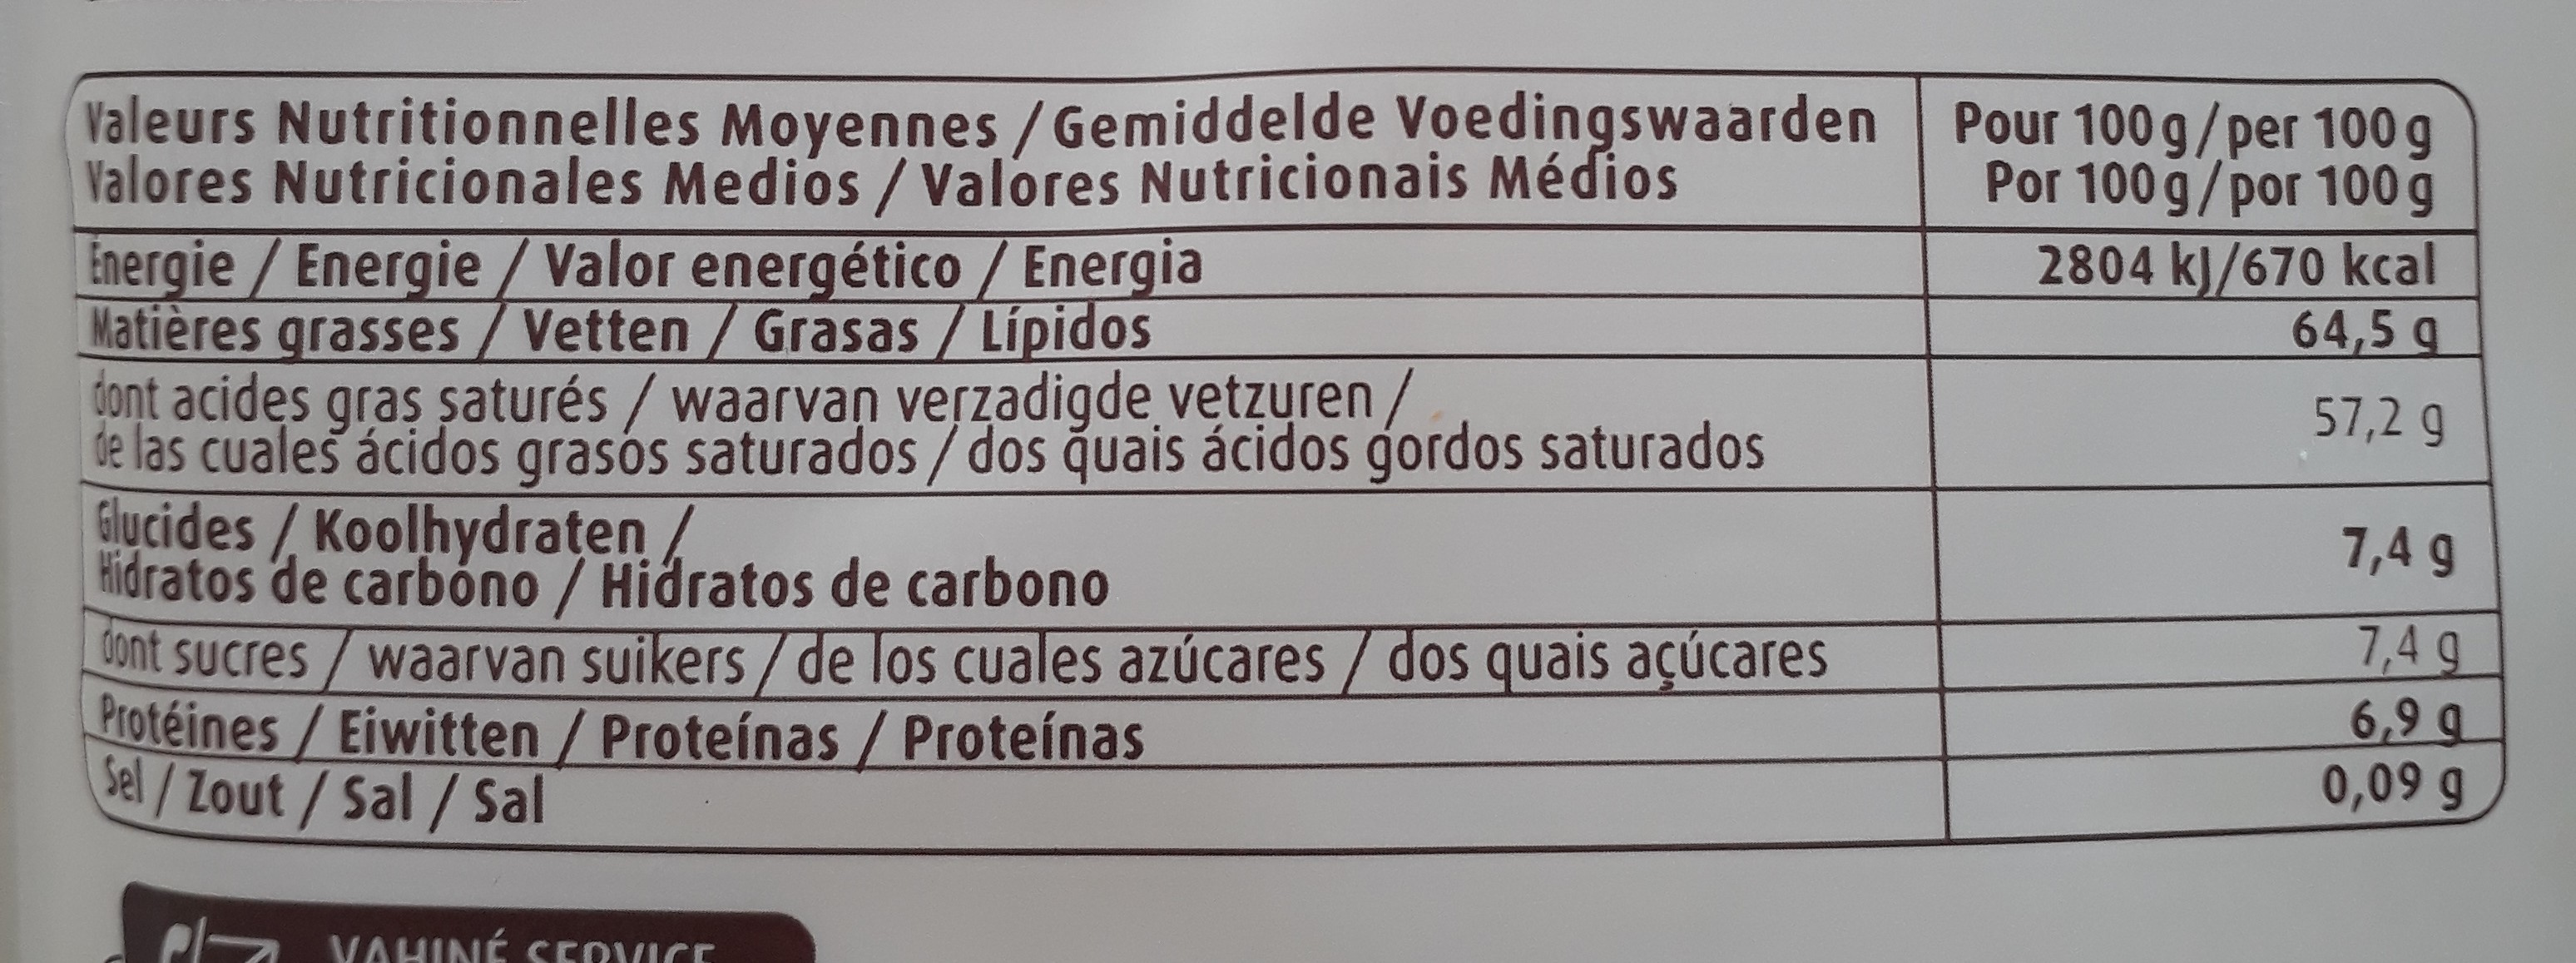 Valeurs Nutritionnelles Moyennes / Gemiddelde Voedingswaarden
Valores Nutricionales Medios / Valores Nutricionais Médios
Pour 100 g / per 100 g
Por 100 g / por 100 g
Énergie / Energie / Valor energético / Energia 2804 kJ/670 kcal
Matières grasses / Vetten / Grasas / Lípidos 64,5 g
dont acides gras saturés / waarvan verzadigde vetzuren /
de las cuales ácidos grasos saturados / dos quais ácidos gordos saturados
57,2 g
Glucides / Koolhydraten /
Hidratos de carbono / Hidratos de carbono
7,4 g
dont sucres / waarvan suikers / de los cuales azúcares / dos quais açúcares 7,4 g
Protéines / Eiwitten / Proteínas / Proteínas 6,9 g
Sel / Zout / Sal / Sal 0,09 g
VAHINÉ SERVICE